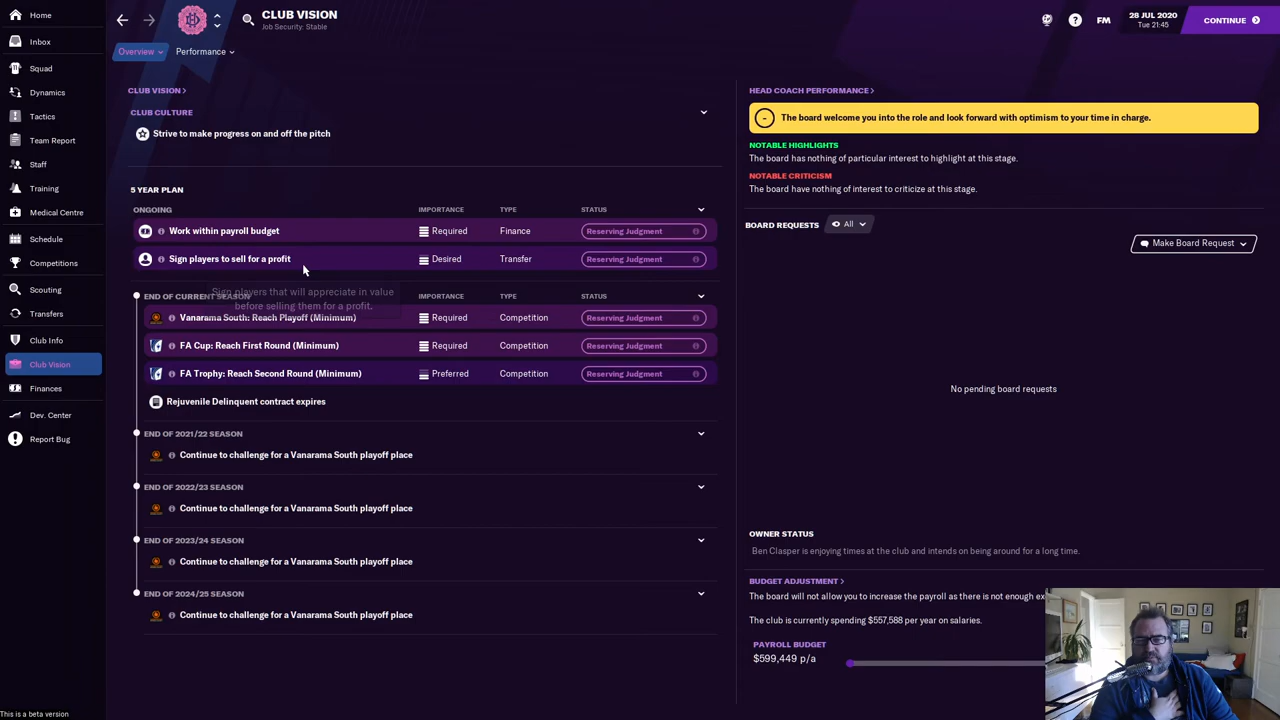 Home
Inbox
Squad
Dynamics
Tactics
Team Report
Staff
Training
Medical Centre
Schedule
Competitions
Scouting
Transfers
Club Info
Club Vision
Finances
Dev. Center
Report Bug
This is a beta version
CLUB VISION
Job Security: Stable
FM
28 JUL 2020
Tue 21:45
CONTINUE
Overview
Performance
CLUB VISION >
CLUB CULTURE
Strive to make progress on and off the pitch
5 YEAR PLAN
ONGOING IMPORTANCE TYPE STATUS
Work within payroll budget Required Finance Reserving Judgment
Sign players to sell for a profit Desired Transfer Reserving Judgment
Sign players that will appreciate in value
before selling them for a profit.
END OF CURRENT SEASON IMPORTANCE TYPE STATUS
Vanarama South: Reach Playoff (Minimum) Required Competition Reserving Judgment
FA Cup: Reach First Round (Minimum) Required Competition Reserving Judgment
FA Trophy: Reach Second Round (Minimum) Preferred Competition Reserving Judgment
Rejuvenile Delinquent contract expires
END OF 2021/22 SEASON
Continue to challenge for a Vanarama South playoff place
END OF 2022/23 SEASON
Continue to challenge for a Vanarama South playoff place
END OF 2023/24 SEASON
Continue to challenge for a Vanarama South playoff place
END OF 2024/25 SEASON
Continue to challenge for a Vanarama South playoff place
HEAD COACH PERFORMANCE >
The board welcome you into the role and look forward with optimism to your time in charge.
NOTABLE HIGHLIGHTS
The board has nothing of particular interest to highlight at this stage.
NOTABLE CRITICISM
The board have nothing of interest to criticize at this stage.
BOARD REQUESTS All
Make Board Request
No pending board requests
OWNER STATUS
Ben Clasper is enjoying times at the club and intends on being around for a long time.
BUDGET ADJUSTMENT >
The board will not allow you to increase the payroll as there is not enough ex
The club is currently spending $557,588 per year on salaries.
PAYROLL BUDGET
$599,449 p/a